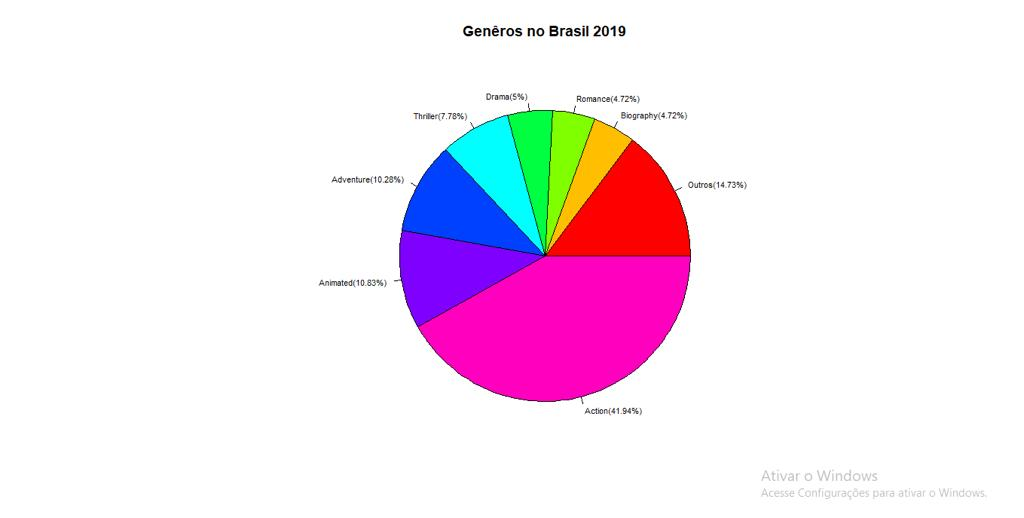 Genêros no Brasil 2019
Drama(5%)
Romance(4.72%)
Thriller(7.78%)
Biography(4.72%)
Adventure(10.28%)
Outros(14.73%)
Animated(10.83%)
Action(41.94%)
Ativar o Windows
Acesse Configurações para ativar o Windows.